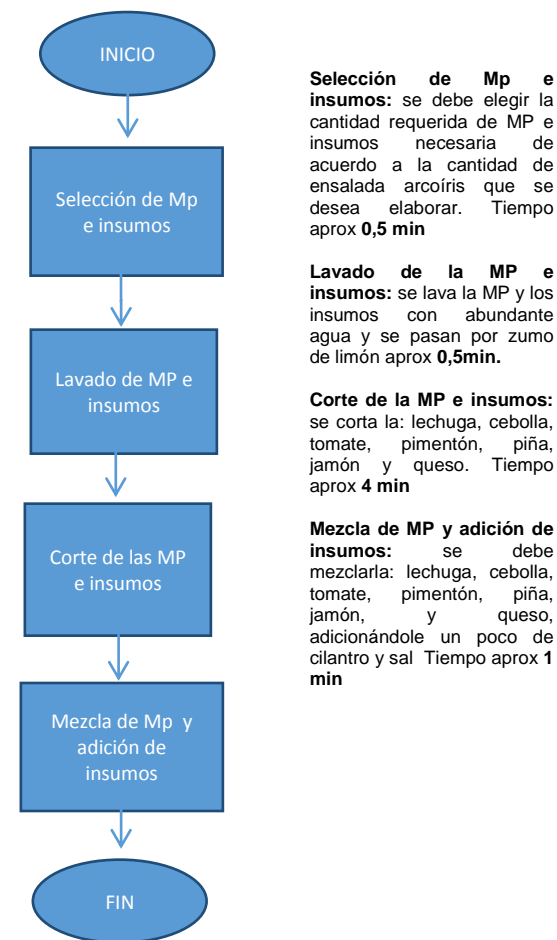 INICIO
Selección de Mp
e insumos
Lavado de MP e
insumos
Corte de las MP
e insumos
Mezcla de Mp y
adición de
insumos
FIN
Selección de Mp e
insumos: se debe elegir la
cantidad requerida de MP e
insumos necesaria de
acuerdo a la cantidad de
ensalada arcoíris que se
desea elaborar. Tiempo
aprox 0,5 min
Lavado de la MP e
insumos: se lava la MP y los
insumos con abundante
agua y se pasan por zumo
de limón aprox 0,5min.
Corte de la MP e insumos:
se corta la: lechuga, cebolla,
tomate, pimentón, piña,
jamón y queso. Tiempo
aprox 4 min
Mezcla de MP y adición de
insumos: se debe
mezclarla: lechuga, cebolla,
tomate, pimentón, piña,
jamón, y queso,
adicionándole un poco de
cilantro y sal Tiempo aprox 1
min